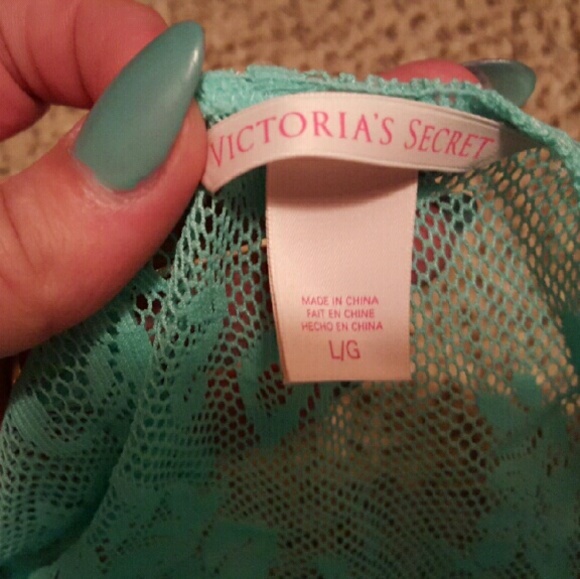 VICTORIA'S SECRET
MADE IN CHINA
FAIT EN CHINE
HECHO EN CHINA
L/G